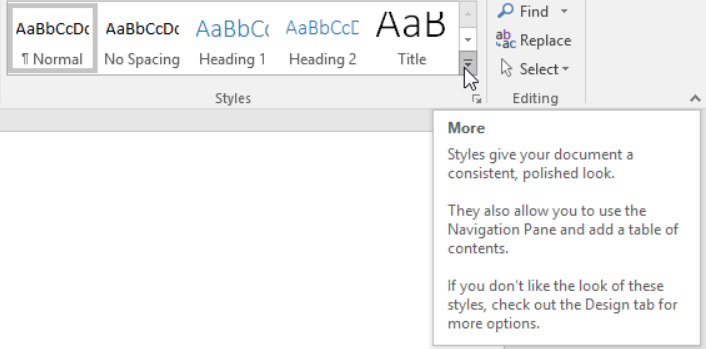 AaBbCcDc AaBbCcDc AaBbCc AaBbCcE AaB
¶ Normal No Spacing Heading 1 Heading 2 Title
Styles
Find
Replace
Select
Editing
More
Styles give your document a
consistent, polished look.
They also allow you to use the
Navigation Pane and add a table of
contents.
If you don't like the look of these
styles, check out the Design tab for
more options.